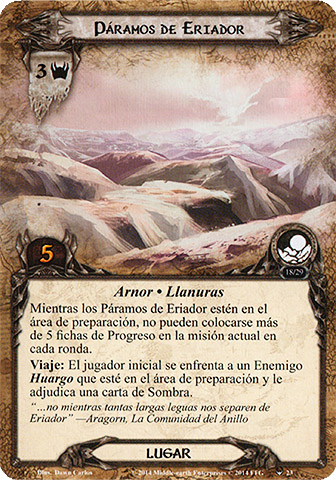 Páramos de Eriador
3
5
18/29
Arnor • Llanuras
Mientras los Páramos de Eriador estén en el
área de preparación, no pueden colocarse más
de 5 fichas de Progreso en la misión actual en
cada ronda.
Viaje: El jugador inicial se enfrenta a un Enemigo
Huargo que esté en el área de preparación y le
adjudica una carta de Sombra.
“...no mientras tantas largas leguas nos separen de
Eriador” —Aragorn, La Comunidad del Anillo
LUGAR
Ilus. Dawn Carlos
2014 Middle-earth Enterprises © 2014 FFG
23